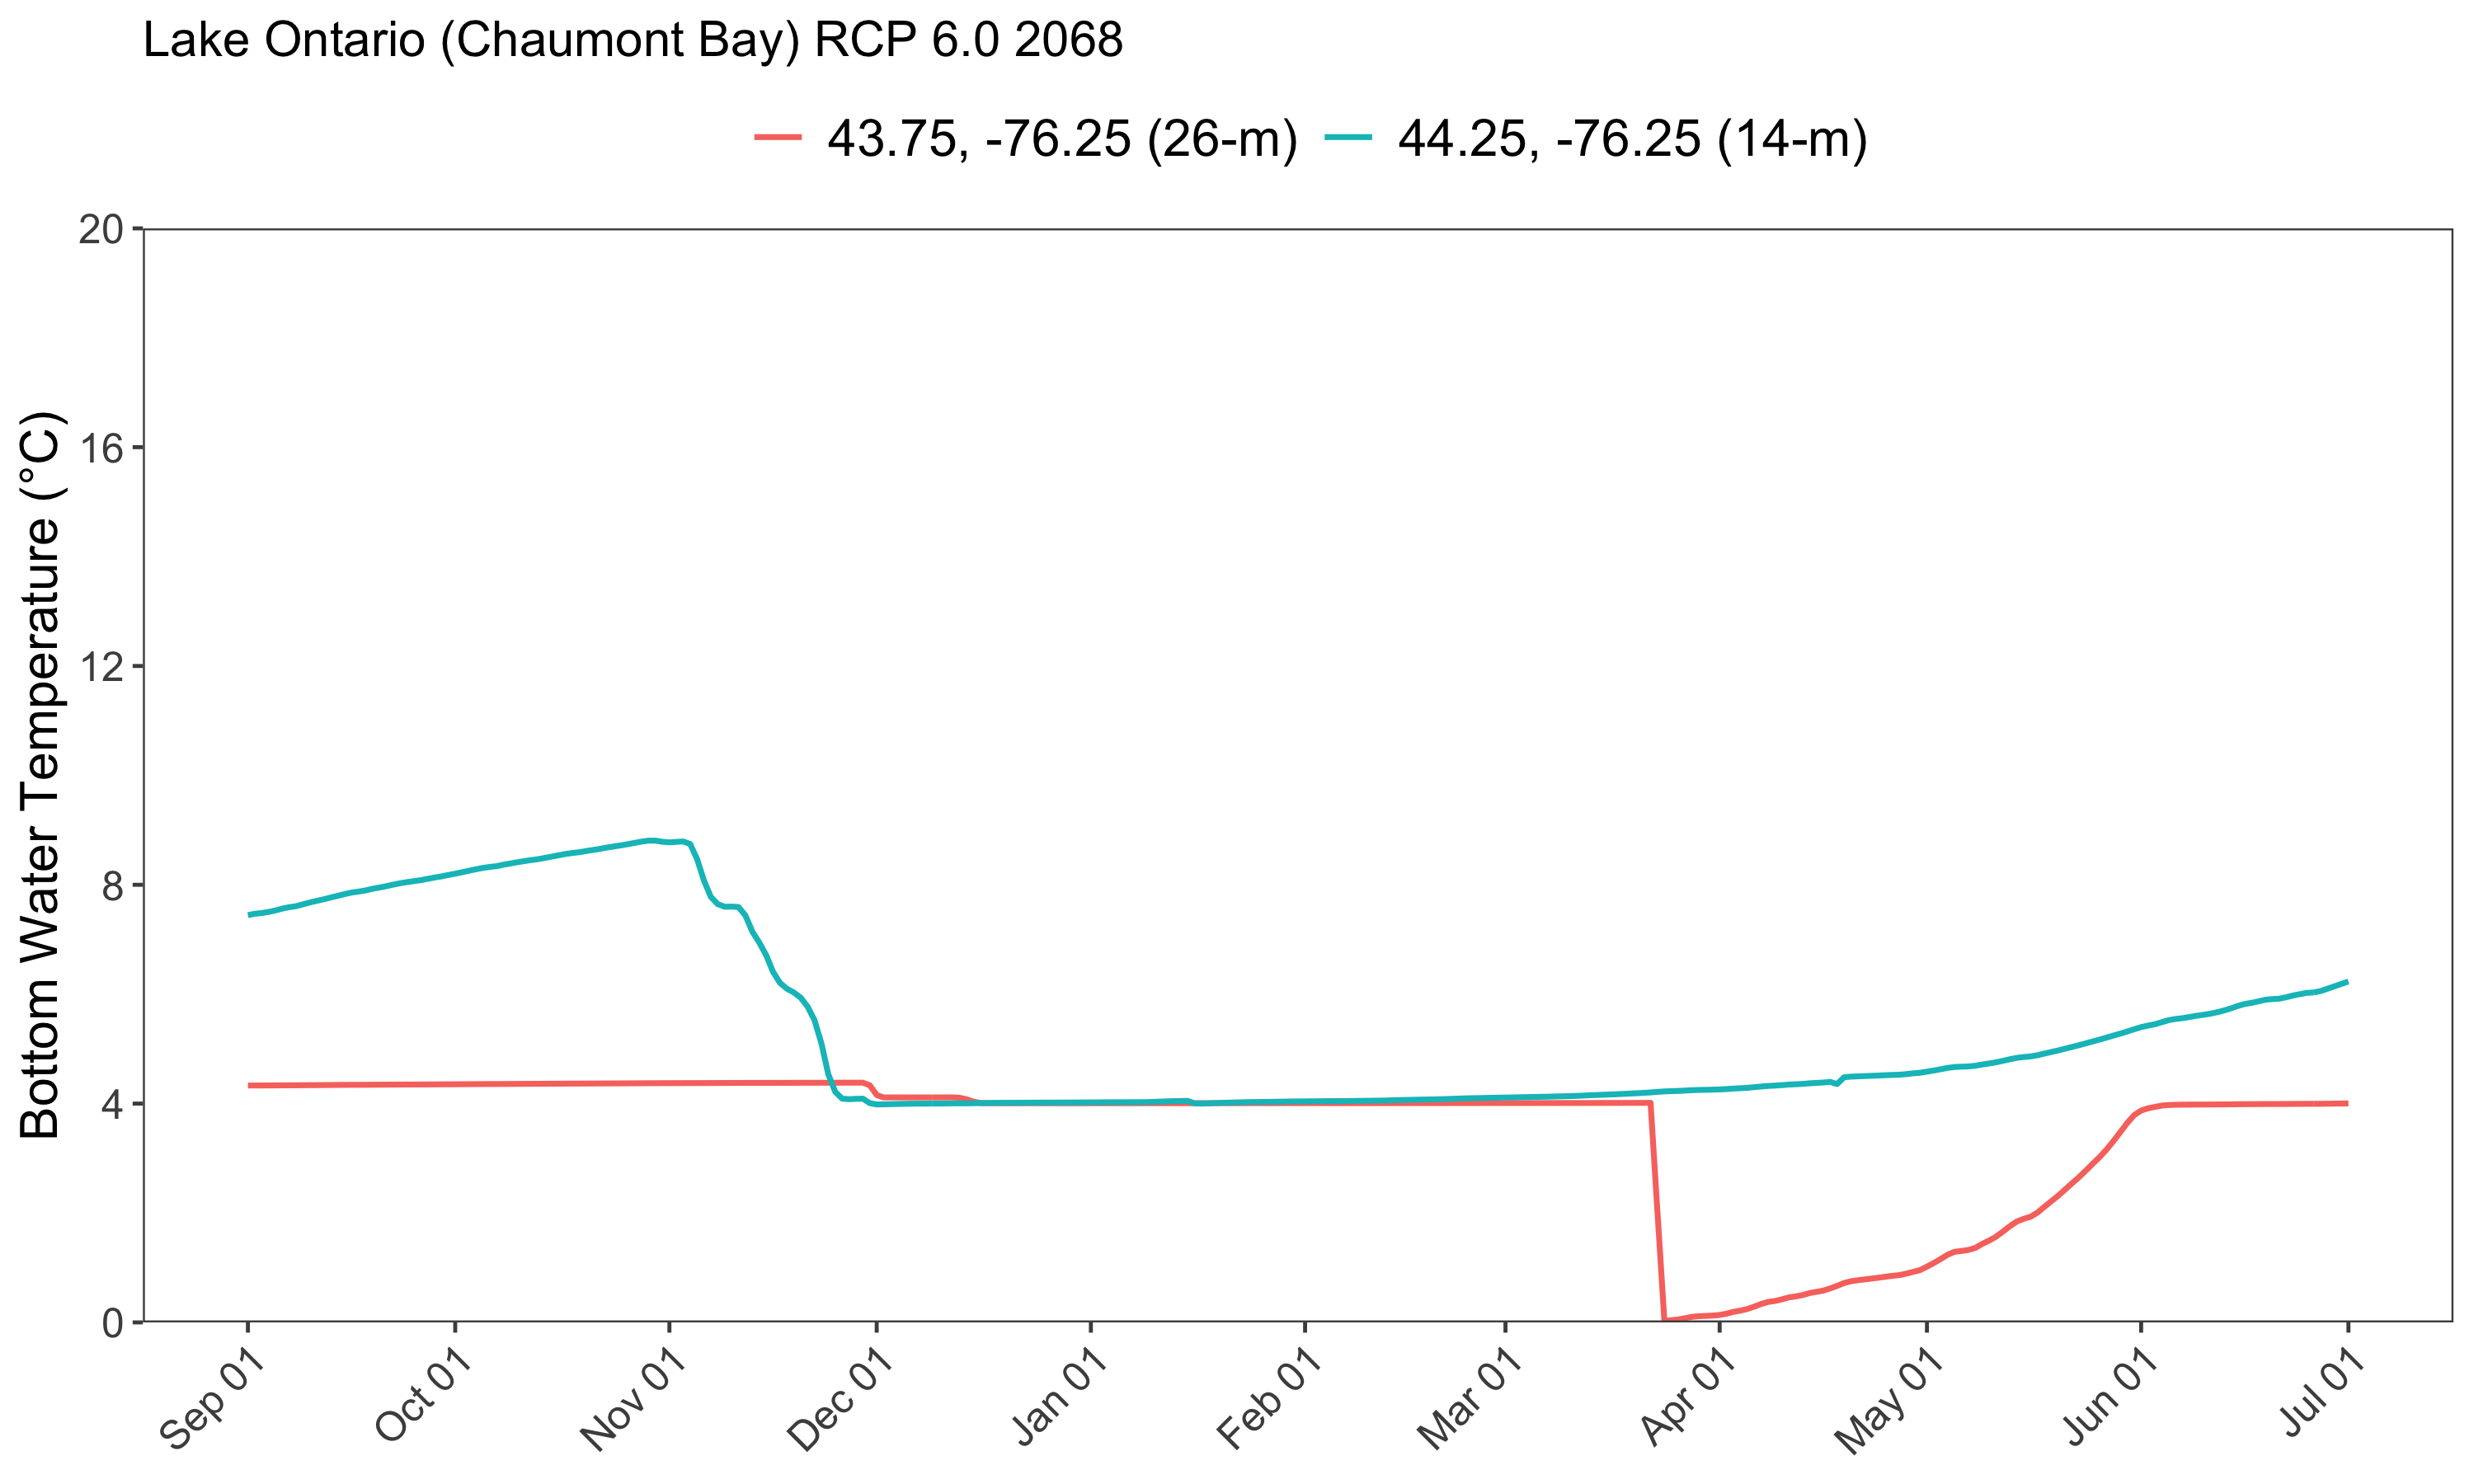 Lake Ontario (Chaumont Bay) RCP 6.0 2068
43.75, -76.25 (26-m) 44.25, -76.25 (14-m)
Bottom Water Temperature (°C)
20
16
12
8
4
0
Sep 01 Oct 01 Nov 01 Dec 01 Jan 01 Feb 01 Mar 01 Apr 01 May 01 Jun 01 Jul 01